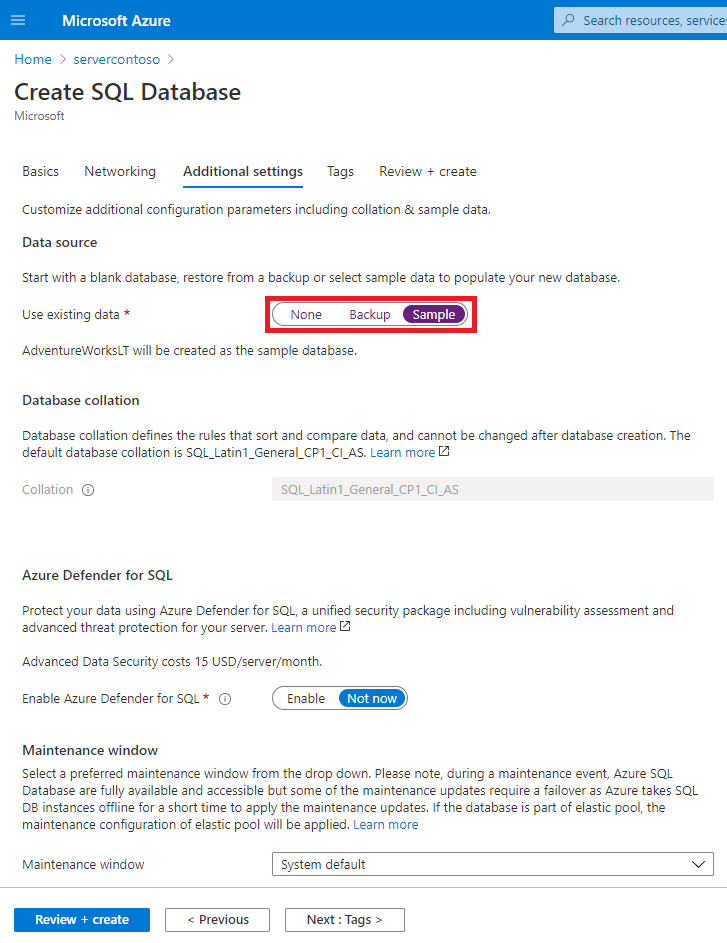 Microsoft Azure
Search resources, service
Home > servercontoso >
Create SQL Database
Microsoft
Basics Networking Additional settings Tags Review + create
Customize additional configuration parameters including collation & sample data.
Data source
Start with a blank database, restore from a backup or select sample data to populate your new database.
Use existing data * None Backup Sample
AdventureWorksLT will be created as the sample database.
Database collation
Database collation defines the rules that sort and compare data, and cannot be changed after database creation. The
default database collation is SQL_Latin1_General_CP1_CI_AS. Learn more
Collation SQL_Latin1_General_CP1_CI_AS
Azure Defender for SQL
Protect your data using Azure Defender for SQL, a unified security package including vulnerability assessment and
advanced threat protection for your server. Learn more
Advanced Data Security costs 15 USD/server/month.
Enable Azure Defender for SQL * Enable Not now
Maintenance window
Select a preferred maintenance window from the drop down. Please note, during a maintenance event, Azure SQL
Database are fully available and accessible but some of the maintenance updates require a failover as Azure takes SQL
DB instances offline for a short time to apply the maintenance updates. If the database is part of elastic pool, the
maintenance configuration of elastic pool will be applied. Learn more
Maintenance window System default
Review + create < Previous Next : Tags >